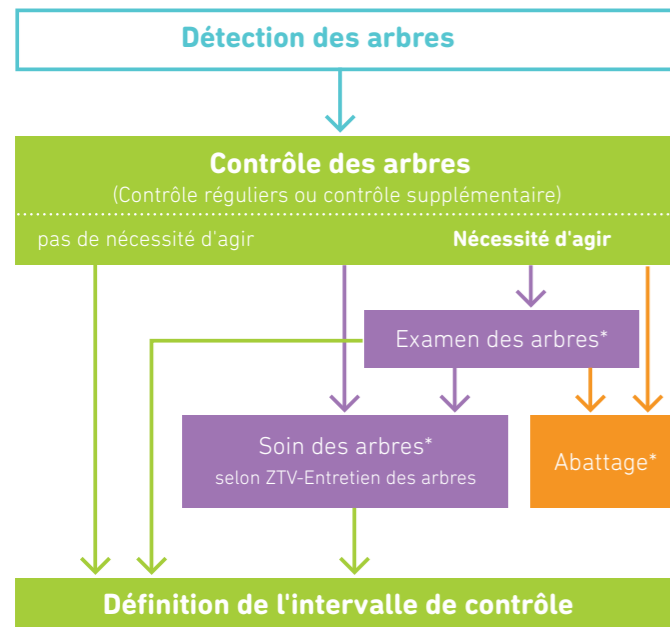 Détection des arbres
Contrôle des arbres
(Contrôle réguliers ou contrôle supplémentaire)
pas de nécessité d'agir
Nécessité d'agir
Examen des arbres*
Soin des arbres*
selon ZTV-Entretien des arbres
Abattage*
Définition de l'intervalle de contrôle